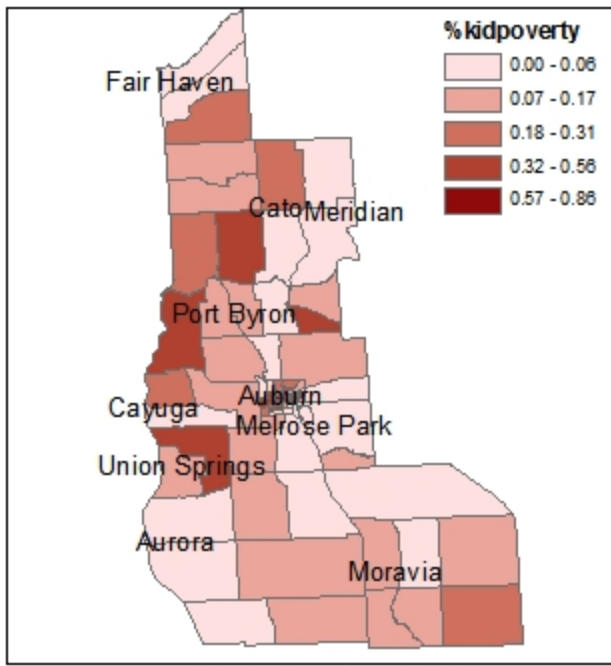 %kidpoverty
0.00 - 0.06
0.07 - 0.17
0.18 - 0.31
0.32 - 0.56
0.57 - 0.86
Fair Haven
Cato
Meridian
Port Byron
Auburn
Cayuga
Melrose Park
Union Springs
Aurora
Moravia